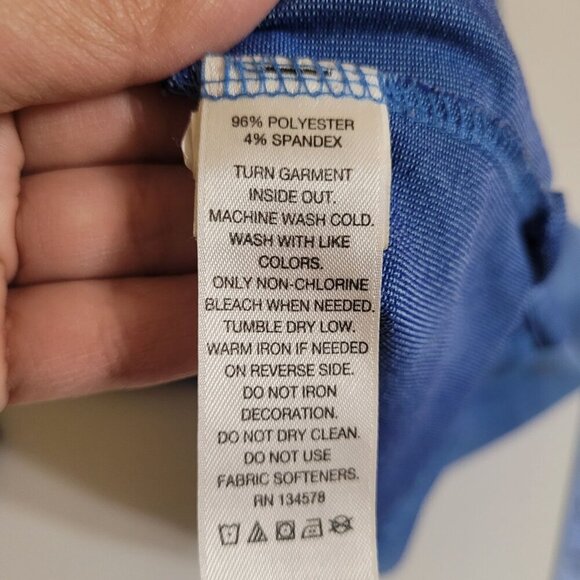 96% POLYESTER
4% SPANDEX
TURN GARMENT
INSIDE OUT.
MACHINE WASH COLD.
WASH WITH LIKE
COLORS.
ONLY NON-CHLORINE
BLEACH WHEN NEEDED.
TUMBLE DRY LOW.
WARM IRON IF NEEDED
ON REVERSE SIDE.
DO NOT IRON
DECORATION.
DO NOT DRY CLEAN.
DO NOT USE
FABRIC SOFTENERS.
RN 134578